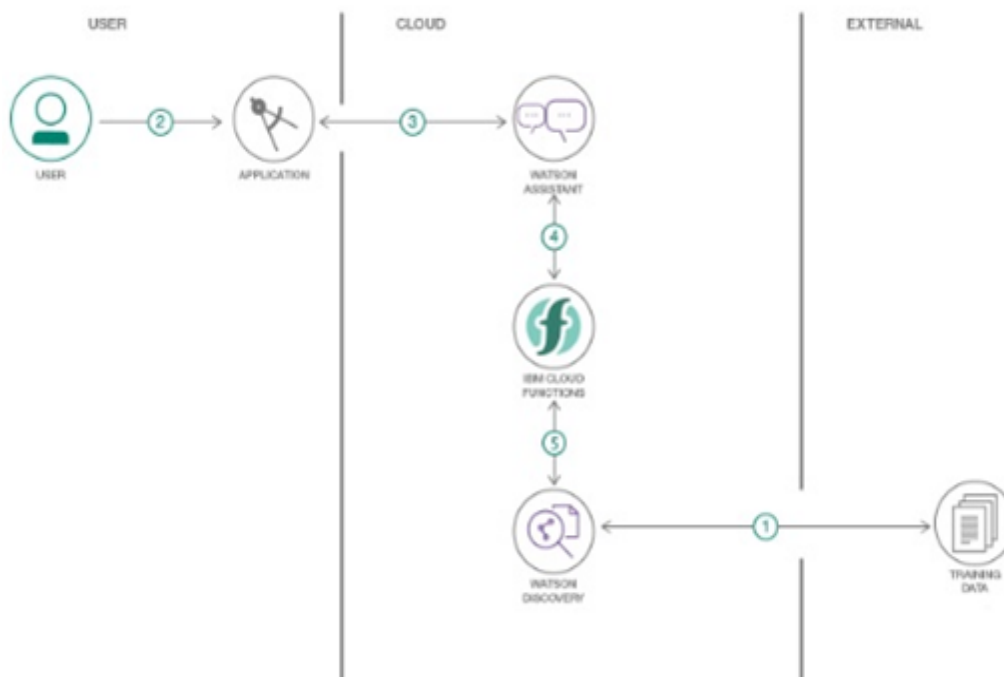 USER
CLOUD
EXTERNAL
2
3
USER
APPLICATION
WATSON
ASSISTANT
4
IBM CLOUD
FUNCTIONS
5
1
WATSON
DISCOVERY
TRAINING
DATA